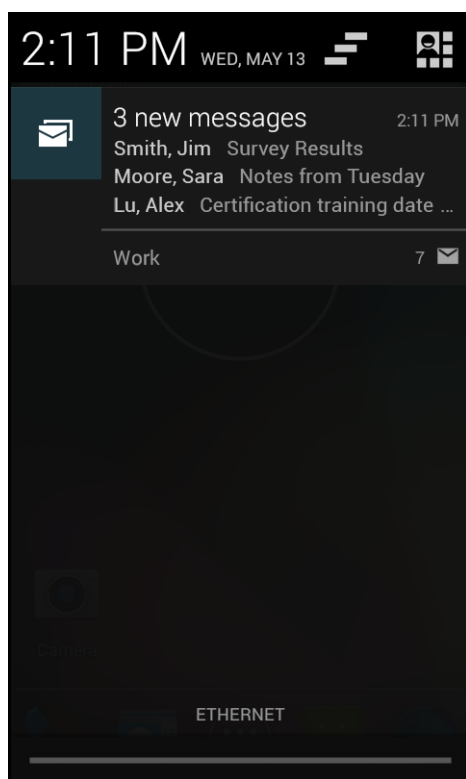 2:11 PM WED, MAY 13
3 new messages 2:11 PM
Smith, Jim Survey Results
Moore, Sara Notes from Tuesday
Lu, Alex Certification training date ...
Work 7
Camera
ETHERNET